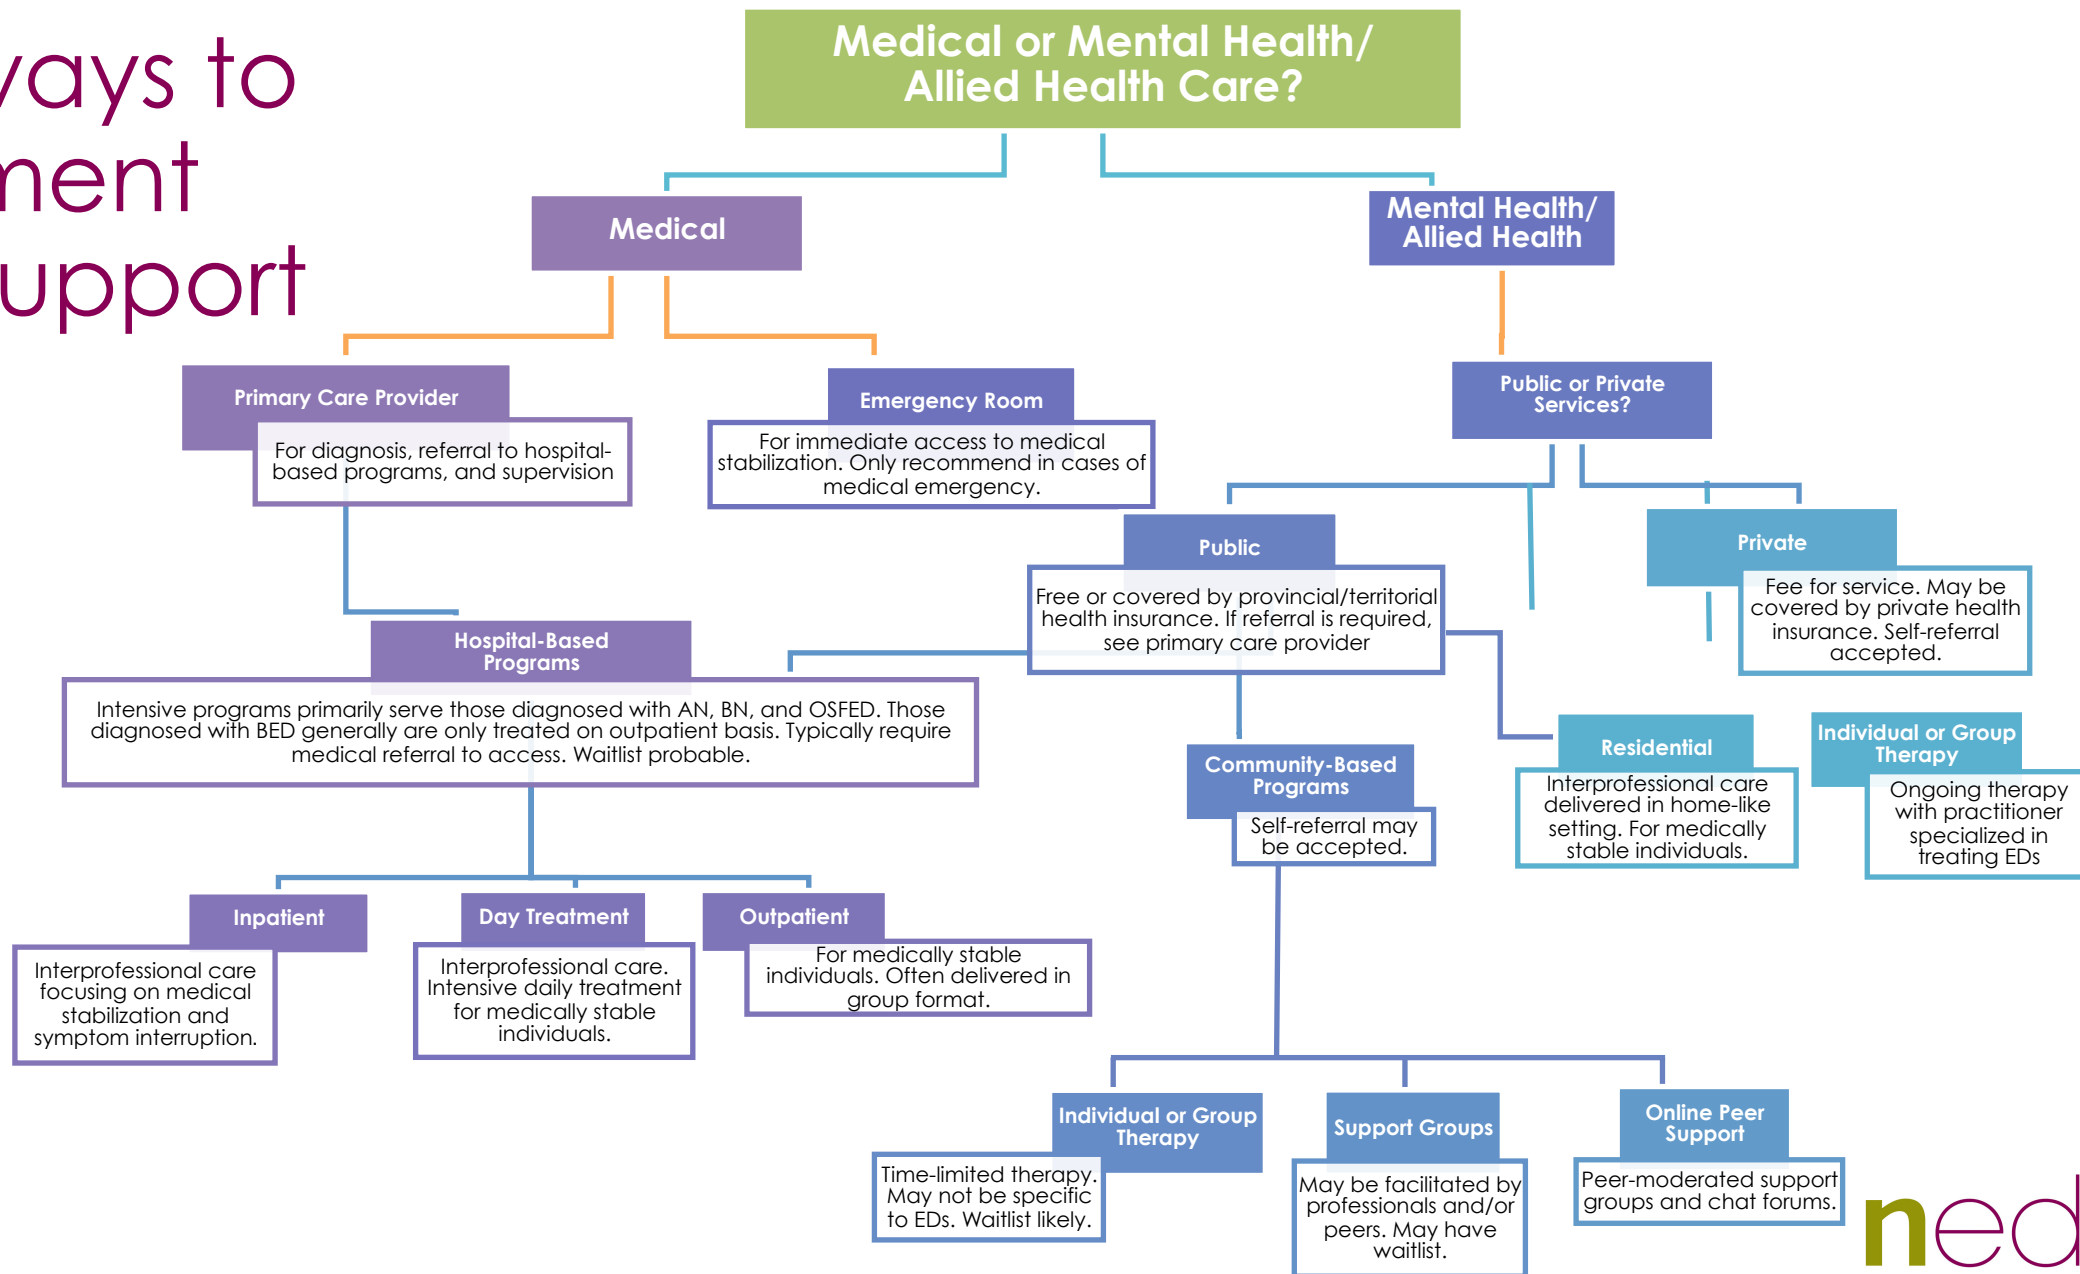 ways to
ment
upport
Medical or Mental Health/
Allied Health Care?
Medical
Mental Health/
Allied Health
Primary Care Provider
For diagnosis, referral to hospital-
based programs, and supervision
Emergency Room
For immediate access to medical
stabilization. Only recommend in cases of
medical emergency.
Public or Private
Services?
Public
Free or covered by provincial/territorial
health insurance. If referral is required,
see primary care provider
Private
Fee for service. May be
covered by private health
insurance. Self-referral
accepted.
Hospital-Based
Programs
Intensive programs primarily serve those diagnosed with AN, BN, and OSFED. Those
diagnosed with BED generally are only treated on outpatient basis. Typically require
medical referral to access. Waitlist probable.
Community-Based
Programs
Self-referral may
be accepted.
Residential
Interprofessional care
delivered in home-like
setting. For medically
stable individuals.
Individual or Group
Therapy
Ongoing therapy
with practitioner
specialized in
treating EDs
Inpatient
Interprofessional care
focusing on medical
stabilization and
symptom interruption.
Day Treatment
Interprofessional care.
Intensive daily treatment
for medically stable
individuals.
Outpatient
For medically stable
individuals. Often delivered in
group format.
Individual or Group
Therapy
Time-limited therapy.
May not be specific
to EDs. Waitlist likely.
Support Groups
May be facilitated by
professionals and/or
peers. May have
waitlist.
Online Peer
Support
Peer-moderated support
groups and chat forums.
ned